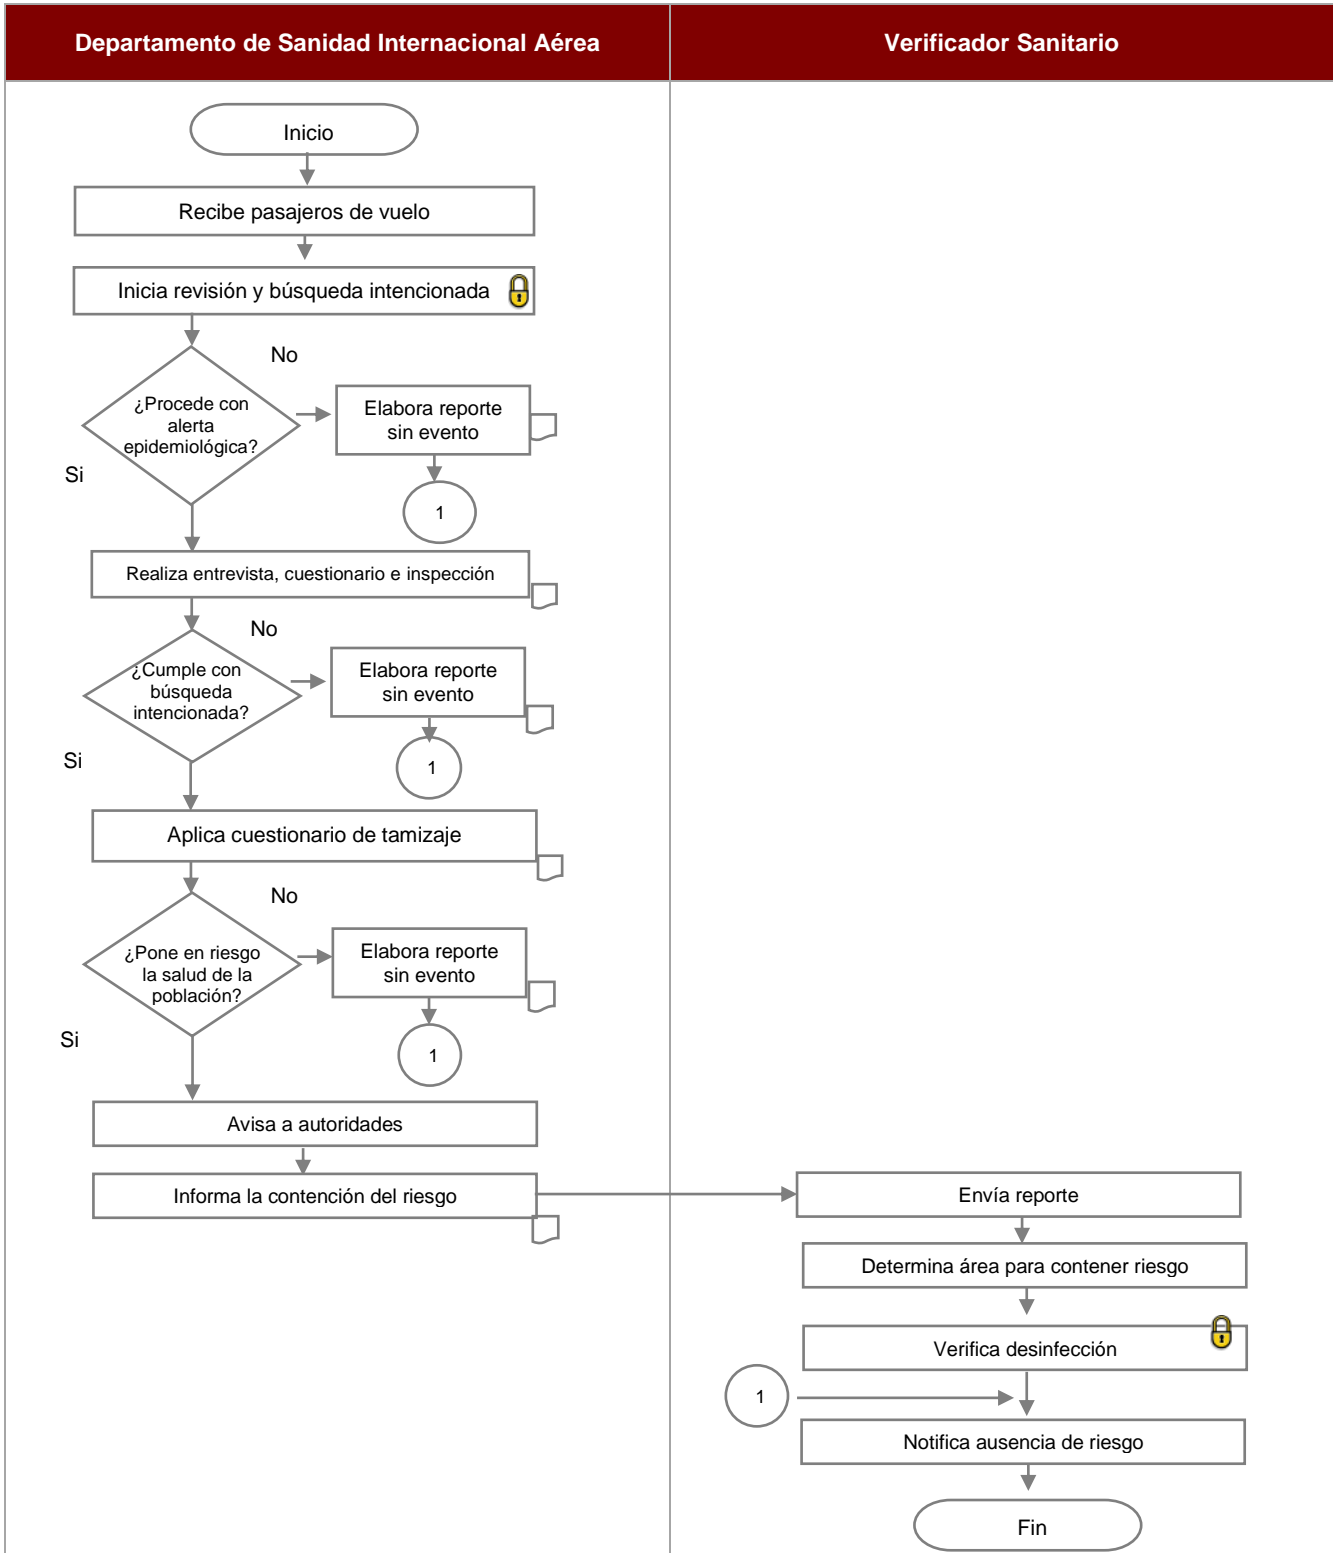 Departamento de Sanidad Internacional Aérea
Verificador Sanitario
Inicio
Recibe pasajeros de vuelo
Inicia revisión y búsqueda intencionada
No
¿Procede con
alerta
epidemiológica?
Elabora reporte
sin evento
Si
1
Realiza entrevista, cuestionario e inspección
No
¿Cumple con
búsqueda
intencionada?
Elabora reporte
sin evento
Si
1
Aplica cuestionario de tamizaje
No
¿Pone en riesgo
la salud de la
población?
Elabora reporte
sin evento
Si
1
Avisa a autoridades
Informa la contención del riesgo
Envía reporte
Determina área para contener riesgo
Verifica desinfección
1
Notifica ausencia de riesgo
Fin